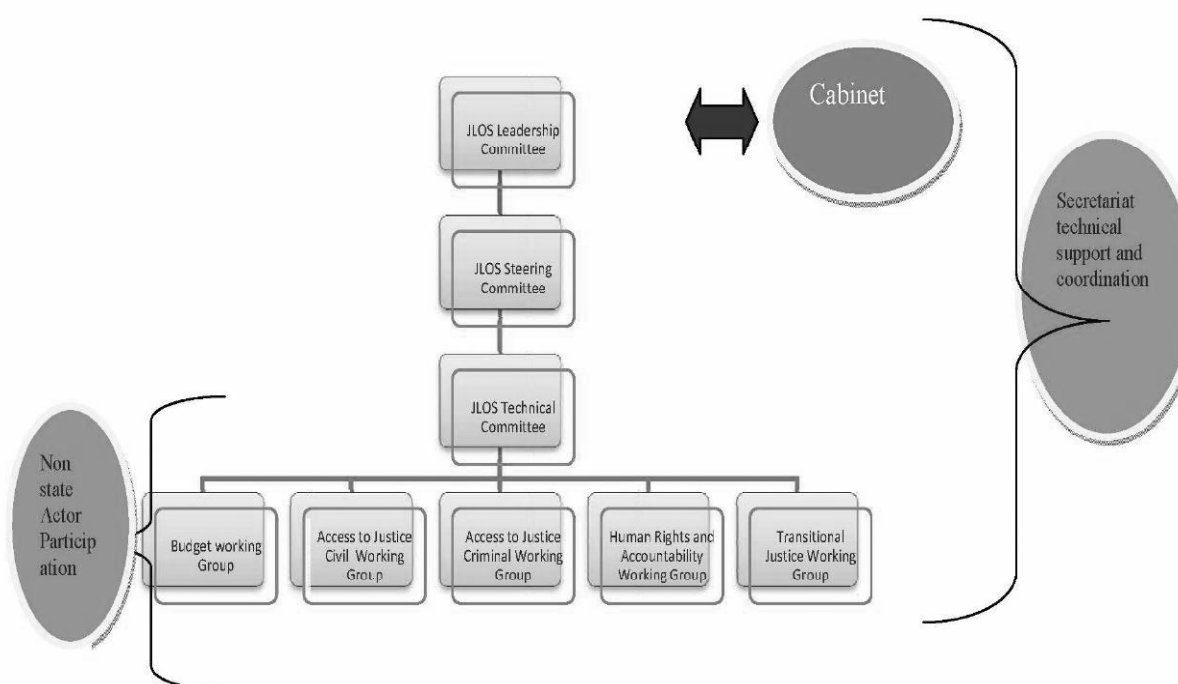 Cabinet
JLOS Leadership
Committee
Secretariat
technical
support and
coordination
JLOS Steering
Committee
JLOS Technical
Committee
Non
state
Actor
Particip
ation
Budget working
Group
Access to Justice
Civil Working
Group
Access to Justice
Criminal Working
Group
Human Rights and
Accountability
Working Group
Transitional
Justice Working
Group